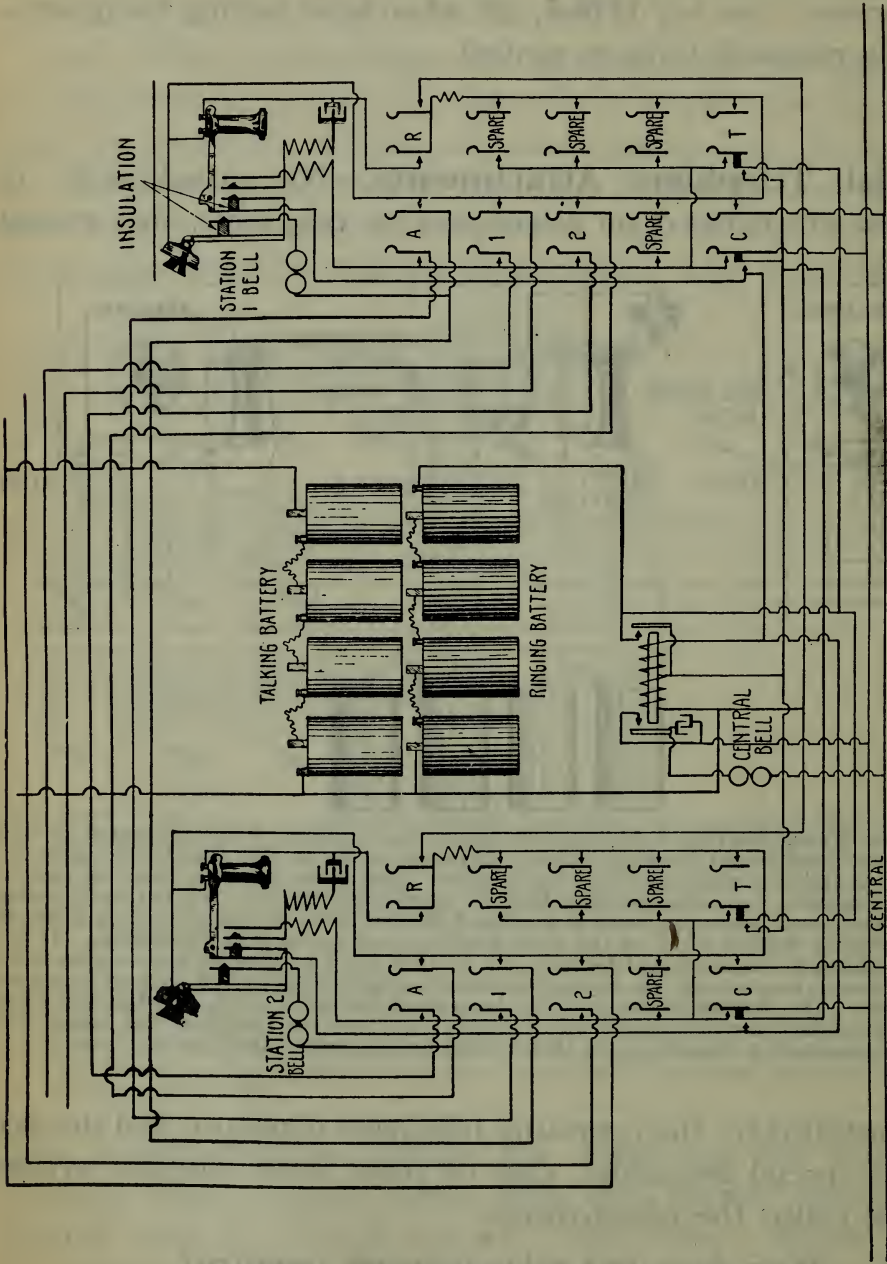 INSULATION
STATION
1 BELL
A
1
2
SPARE
C
R
SPARE
SPARE
SPARE
T
TALKING BATTERY
RINGING BATTERY
CENTRAL
BELL
STATION 2
BELL
A
1
2
SPARE
C
R
SPARE
SPARE
SPARE
T
CENTRAL